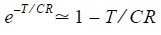 e^{-T/CR} ≃ 1 − T/CR